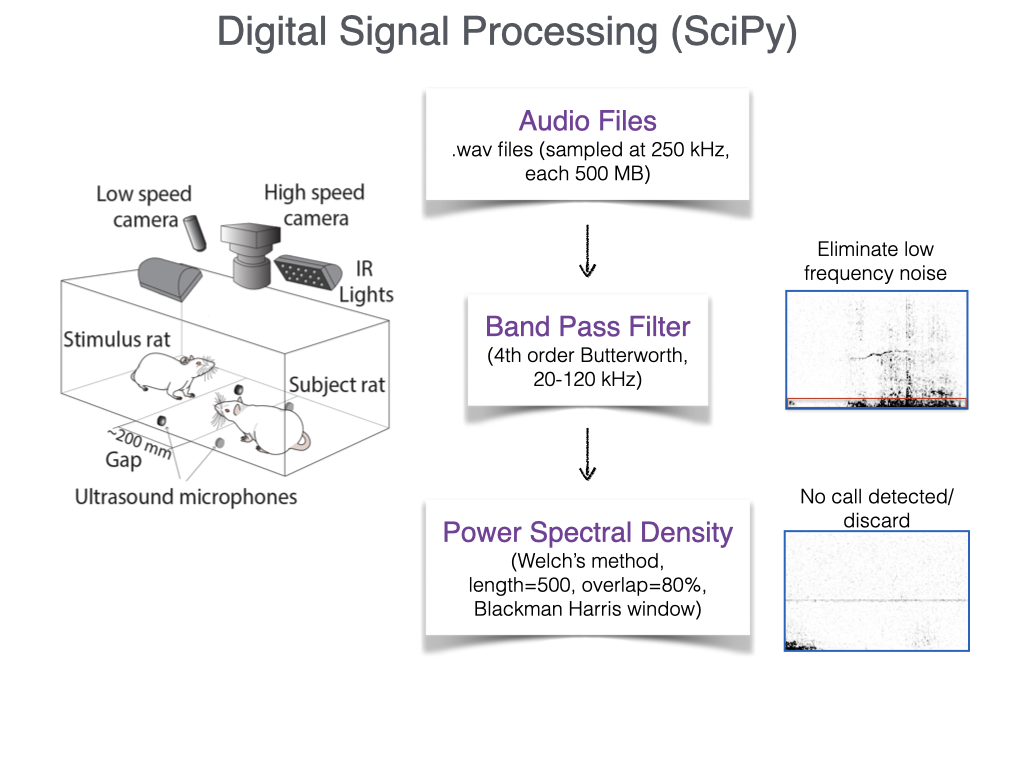 Digital Signal Processing (SciPy)
Low speed
camera
High speed
camera
IR
Lights
Stimulus rat
Subject rat
~200 mm
Gap
Ultrasound microphones
Audio Files
.wav files (sampled at 250 kHz,
each 500 MB)
Band Pass Filter
(4th order Butterworth,
20-120 kHz)
Power Spectral Density
(Welch’s method,
length=500, overlap=80%,
Blackman Harris window)
Eliminate low
frequency noise
No call detected/
discard